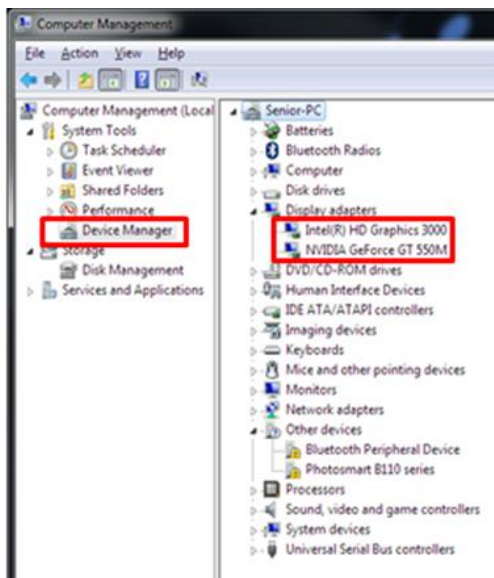 Computer Management
File Action View Help
Computer Management (Local
System Tools
Task Scheduler
Event Viewer
Shared Folders
Performance
Device Manager
Storage
Disk Management
Services and Applications
Senior-PC
Batteries
Bluetooth Radios
Computer
Disk drives
Display adapters
Intel(R) HD Graphics 3000
NVIDIA GeForce GT 550M
DVD/CD-ROM drives
Human Interface Devices
IDE ATA/ATAPI controllers
Imaging devices
Keyboards
Mice and other pointing devices
Monitors
Network adapters
Other devices
Bluetooth Peripheral Device
Photosmart B110 series
Processors
Sound, video and game controllers
System devices
Universal Serial Bus controllers